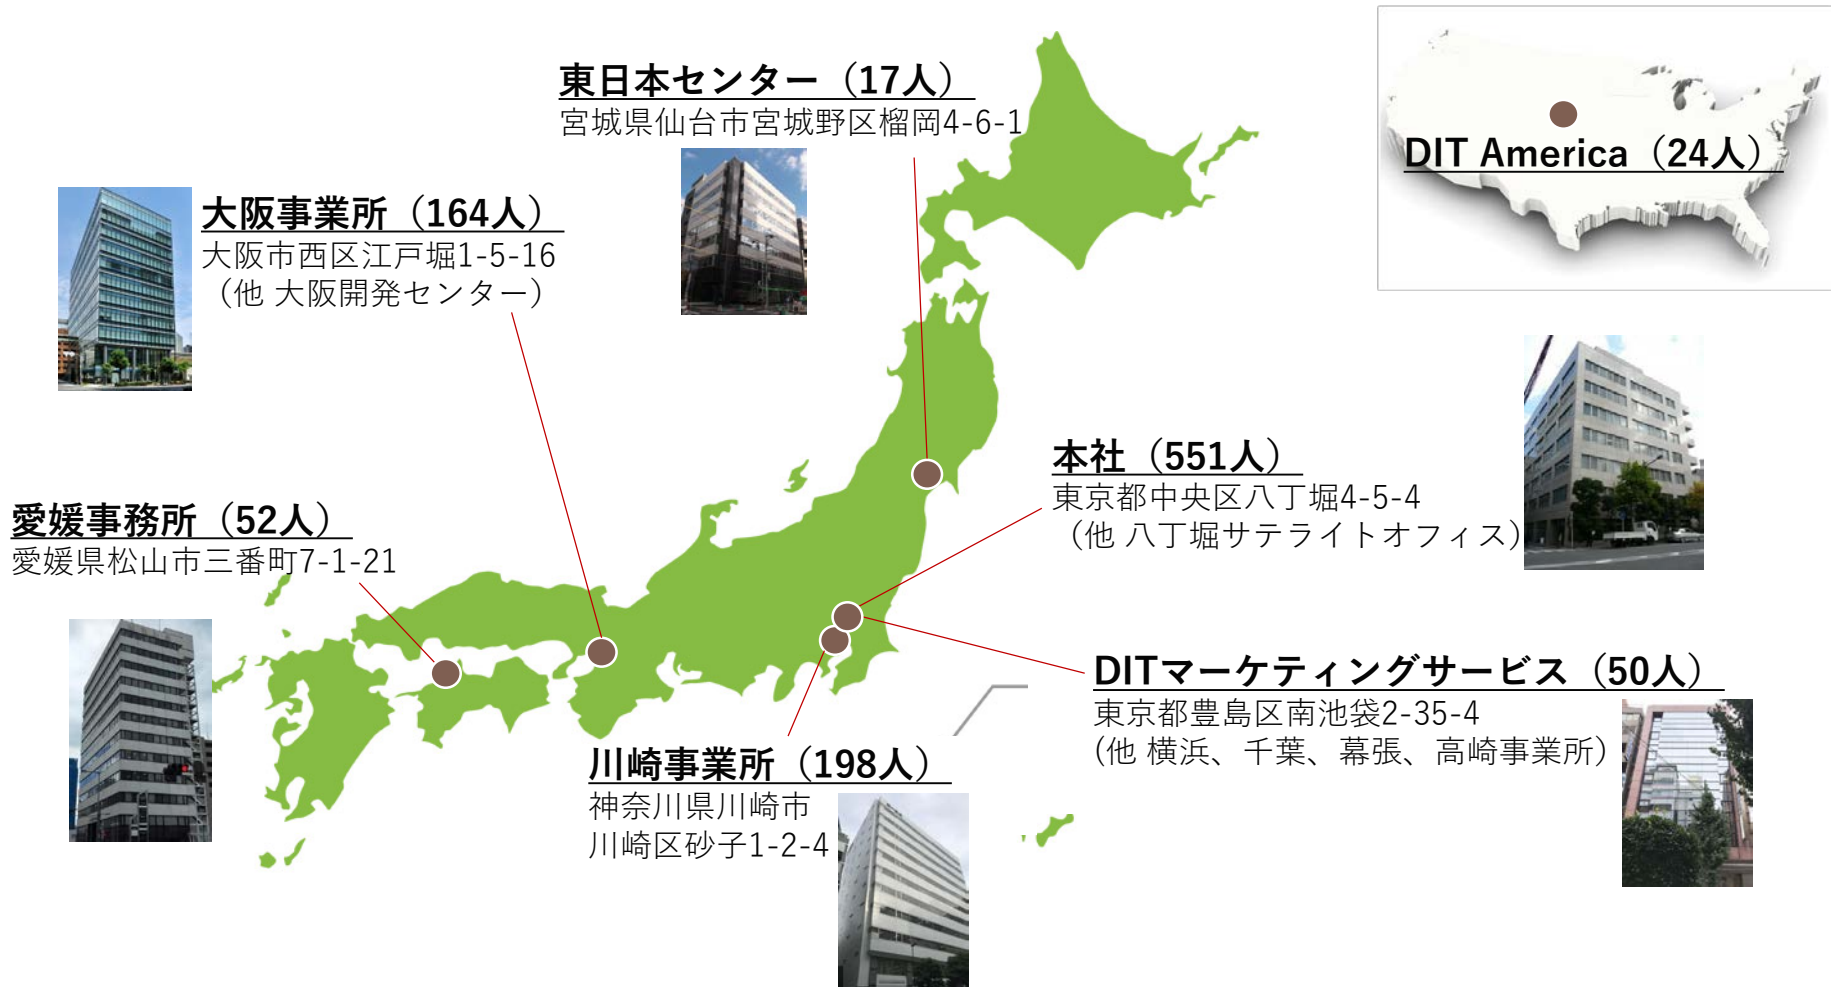 東日本センター（17人）
宮城県仙台市宮城野区榴岡4-6-1
DIT America（24人）
大阪事業所（164人）
大阪市西区江戸堀1-5-16
（他 大阪開発センター）
本社（551人）
東京都中央区八丁堀4-5-4
（他 八丁堀サテライトオフィス）
愛媛事務所（52人）
愛媛県松山市三番町7-1-21
DITマーケティングサービス（50人）
東京都豊島区南池袋2-35-4
(他 横浜、千葉、幕張、高崎事業所)
川崎事業所（198人）
神奈川県川崎市
川崎区砂子1-2-4